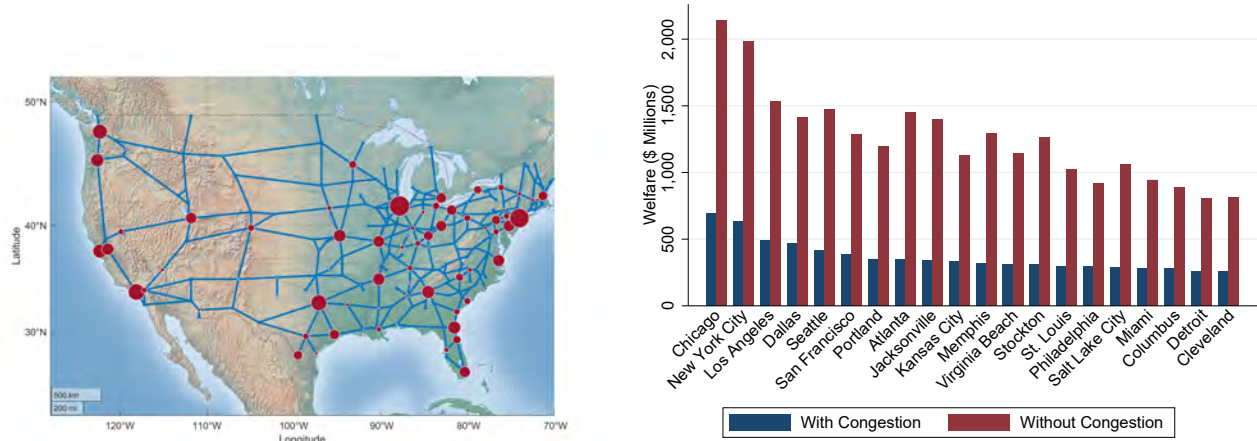 50°N
40°N
30°N
Latitude
500 km
200 mi
120°W 110°W 100°W 90°W 80°W 70°W
Longitude
Welfare ($ Millions)
2,000
1,500
1,000
500
0
Chicago
New York City
Los Angeles
Dallas
Seattle
San Francisco
Portland
Atlanta
Jacksonville
Kansas City
Memphis
Virginia Beach
Stockton
St. Louis
Philadelphia
Salt Lake City
Miami
Columbus
Detroit
Cleveland
With Congestion Without Congestion